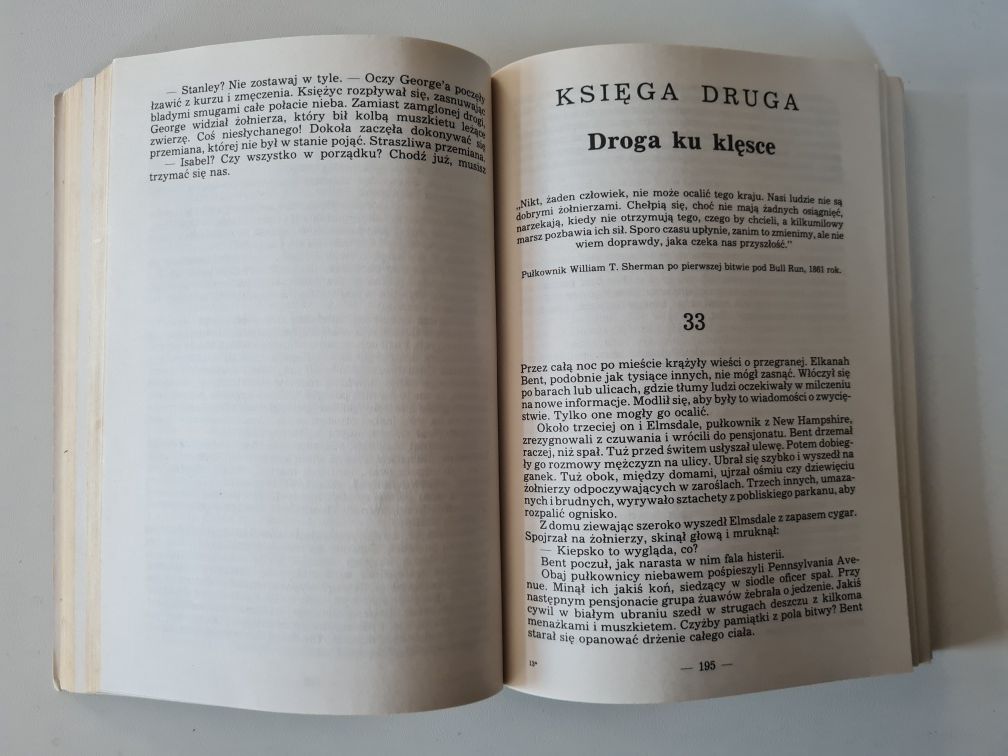 — Stanley? Nie zostawaj w tyle. — Oczy George'a poczęły
łzawić z kurzu i zmęczenia. Księżyc rozpływał się, zasnuwając
bladymi smugami całe połacie nieba. Zamiast zamglonej drogi,
George widział żołnierza, który bił kolbą muszkietu leżące
zwierzę. Coś niesłychanego! Dokoła zaczęła dokonywać się
przemiana, której nie był w stanie pojąć. Straszliwa przemiana.
— Isabel? Czy wszystko w porządku? Chodź już, musisz
trzymać się nas.
KSIĘGA DRUGA
Droga ku klęsce
„Nikt, żaden człowiek, nie może ocalić tego kraju. Nasi ludzie nie są
dobrymi żołnierzami. Chełpią się, choć nie mają żadnych osiągnięć,
narzekają, kiedy nie otrzymują tego, czego by chcieli, a kilkumilowy
marsz pozbawia ich sił. Sporo czasu upłynie, zanim to zmienimy, ale nie
wiem doprawdy, jaka czeka nas przyszłość."
Pułkownik William T. Sherman po pierwszej bitwie pod Bull Run, 1861 rok.
33
Przez całą noc po mieście krążyły wieści o przegranej. Elkanah
Bent, podobnie jak tysiące innych, nie mógł zasnąć. Włóczył się
po barach lub ulicach, gdzie tłumy ludzi oczekiwały w milczeniu
na nowe informacje. Modlił się, aby były to wiadomości o zwycię-
stwie. Tylko one mogły go ocalić.
Około trzeciej on i Elmsdale, pułkownik z New Hampshire,
zrezygnowali z czuwania i wrócili do pensjonatu. Bent drzemał
raczej, niż spał. Tuż przed świtem usłyszał ulewę. Potem dobieg-
ły go rozmowy mężczyzn na ulicy. Ubrał się szybko i wyszedł na
ganek. Tuż obok, między domami, ujrzał ośmiu czy dziewięciu
żołnierzy odpoczywających w zaroślach. Trzech innych, umaza-
nych i brudnych, wyrywało sztachety z pobliskiego parkanu, aby
rozpalić ognisko.
Z domu ziewając szeroko wyszedł Elmsdale z zapasem cygar.
Spojrzał na żołnierzy, skinął głową i mruknął:
— Kiepsko to wygląda, co?
Bent poczuł, jak narasta w nim fala histerii.
Obaj pułkownicy niebawem pośpieszyli Pennsylvania Ave-
nue. Minął ich jakiś koń, siedzący w siodle oficer spał. Przy
następnym pensjonacie grupa żuawów żebrała o jedzenie. Jakiś
cywil w białym ubraniu szedł w strugach deszczu z kilkoma
menażkami i muszkietem. Czyżby pamiątki z pola bitwy? Bent
starał się opanować drżenie całego ciała.
13*
— 195 —